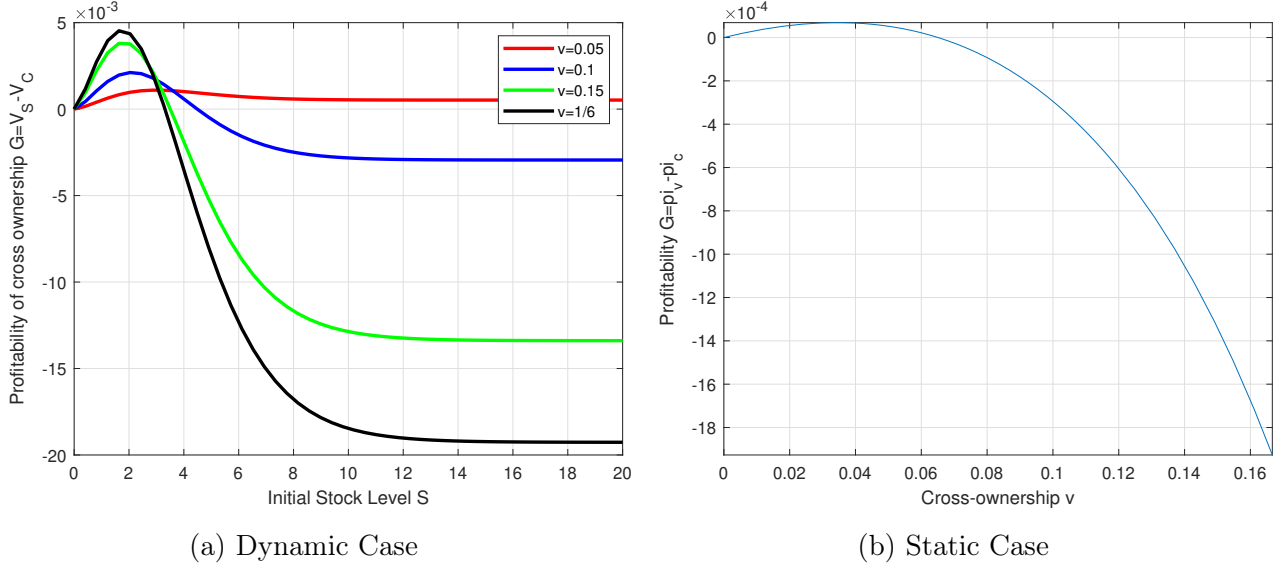 ×10⁻³
5
0
-5
-10
-15
-20
0 2 4 6 8 10 12 14 16 18 20
Initial Stock Level S
Profitability of cross ownership G=V_S-V_C
v=0.05
v=0.1
v=0.15
v=1/6
(a) Dynamic Case
×10⁻⁴
0
-2
-4
-6
-8
-10
-12
-14
-16
-18
0 0.02 0.04 0.06 0.08 0.1 0.12 0.14 0.16
Cross-ownership v
Profitability G=pi_v-pi_c
(b) Static Case